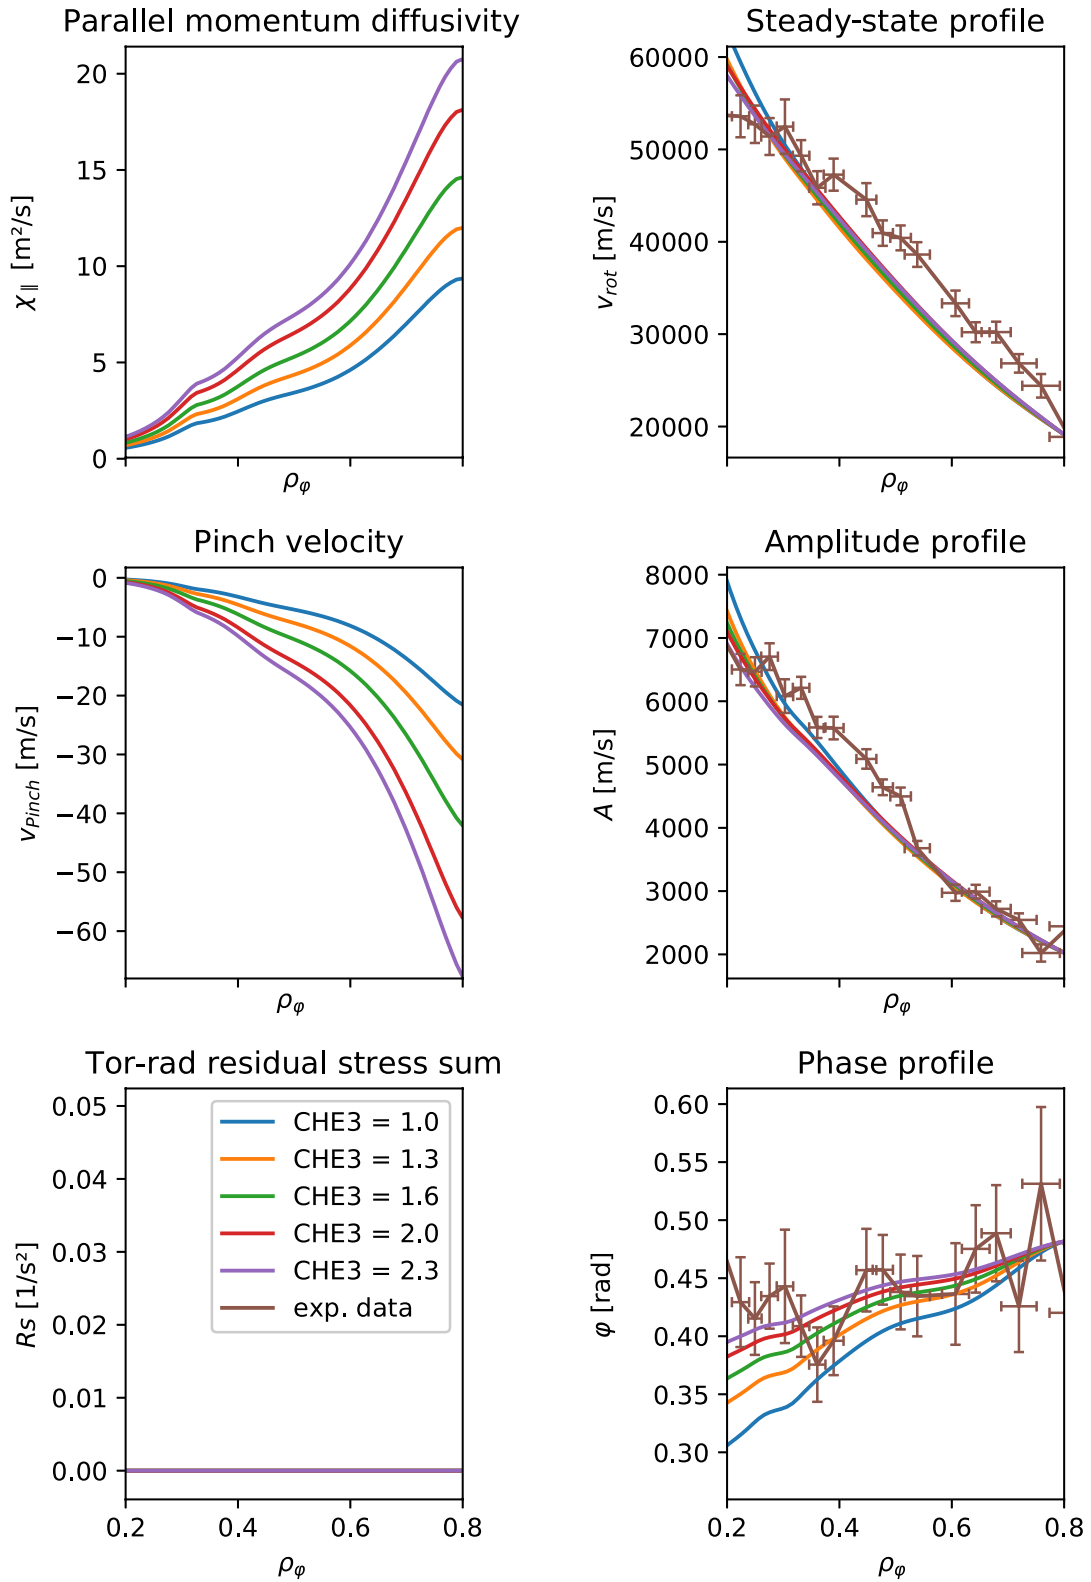 Parallel momentum diffusivity
20
15
10
5
0
χ∥ [m²/s]
ρφ
Steady-state profile
60000
50000
40000
30000
20000
v_rot [m/s]
ρφ
Pinch velocity
0
−10
−20
−30
−40
−50
−60
v_Pinch [m/s]
ρφ
Amplitude profile
8000
7000
6000
5000
4000
3000
2000
A [m/s]
ρφ
Tor-rad residual stress sum
0.05
0.04
0.03
0.02
0.01
0.00
Rs [1/s²]
CHE3 = 1.0
CHE3 = 1.3
CHE3 = 1.6
CHE3 = 2.0
CHE3 = 2.3
exp. data
0.2 0.4 0.6 0.8
ρφ
Phase profile
0.60
0.55
0.50
0.45
0.40
0.35
0.30
φ [rad]
0.2 0.4 0.6 0.8
ρφ